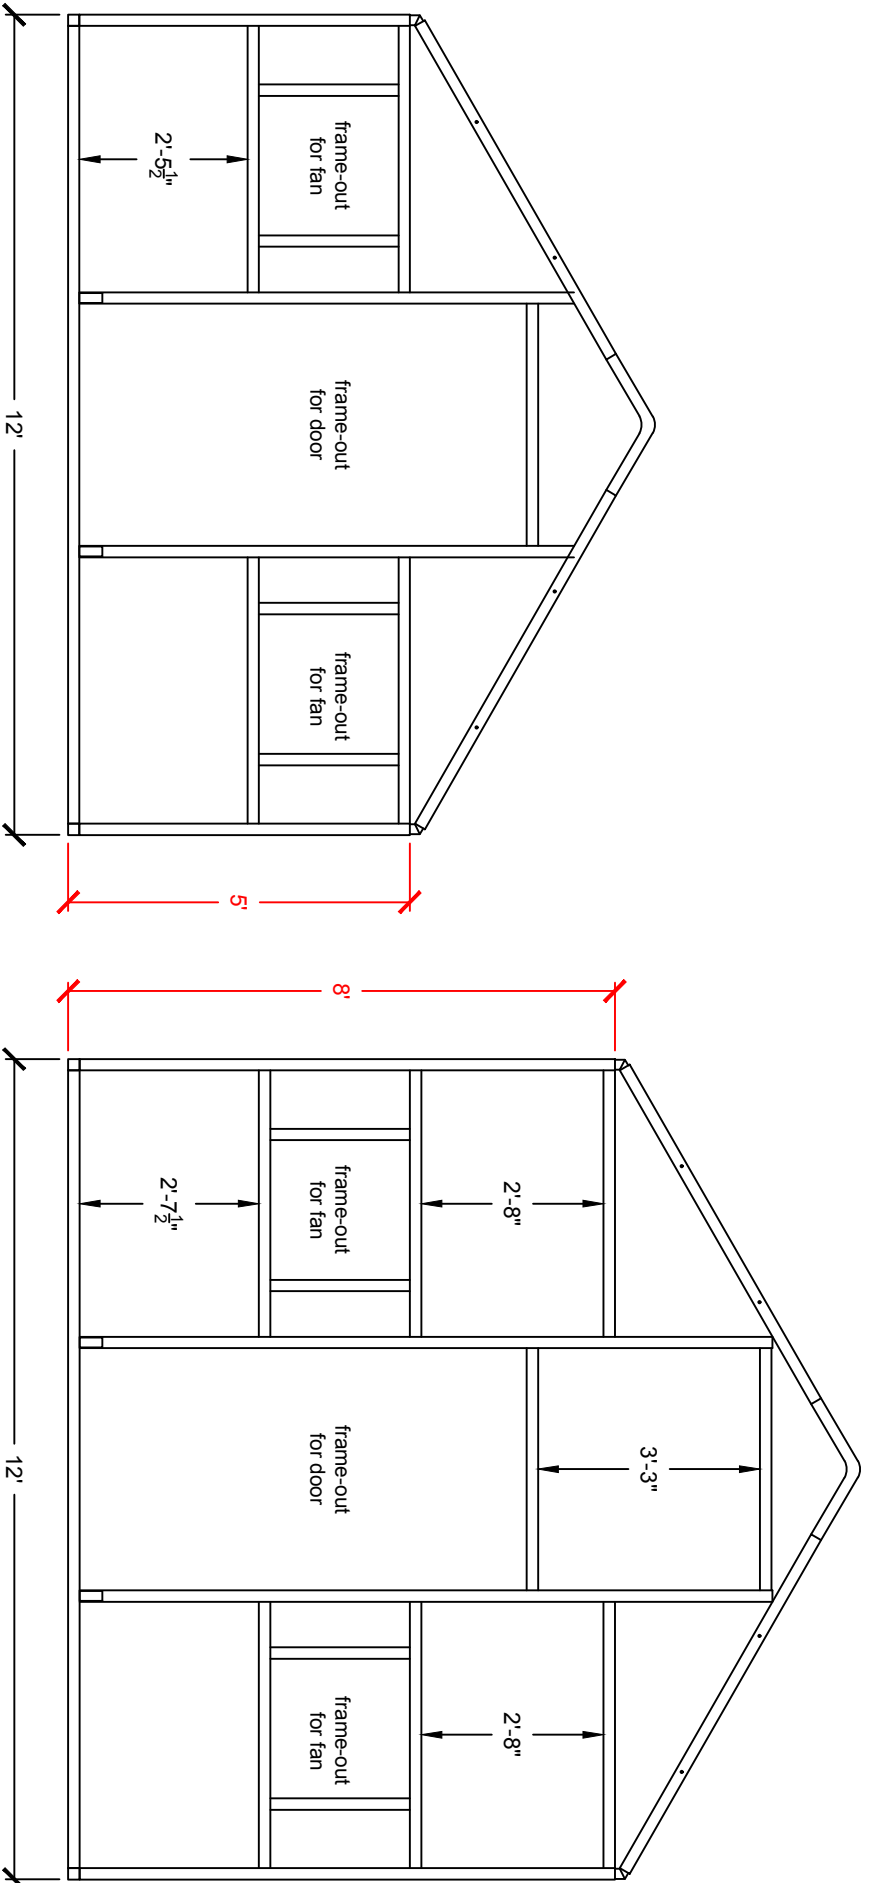 frame-out
for fan
frame-out
for door
frame-out
for fan
5'
2'-5½"
12'
3'-3"
2'-8"
2'-8"
8'
frame-out
for fan
frame-out
for door
frame-out
for fan
2'-7½"
12'